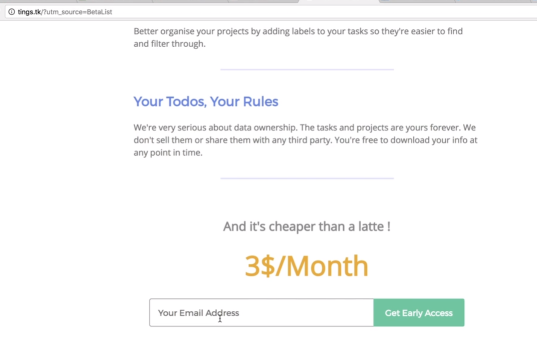 tings.tk/?utm_source=BetaList
Better organise your projects by adding labels to your tasks so they're easier to find
and filter through.
Your Todos, Your Rules
We're very serious about data ownership. The tasks and projects are yours forever. We
don't sell them or share them with any third party. You're free to download your info at
any point in time.
And it's cheaper than a latte !
3$/Month
Your Email Address
Get Early Access